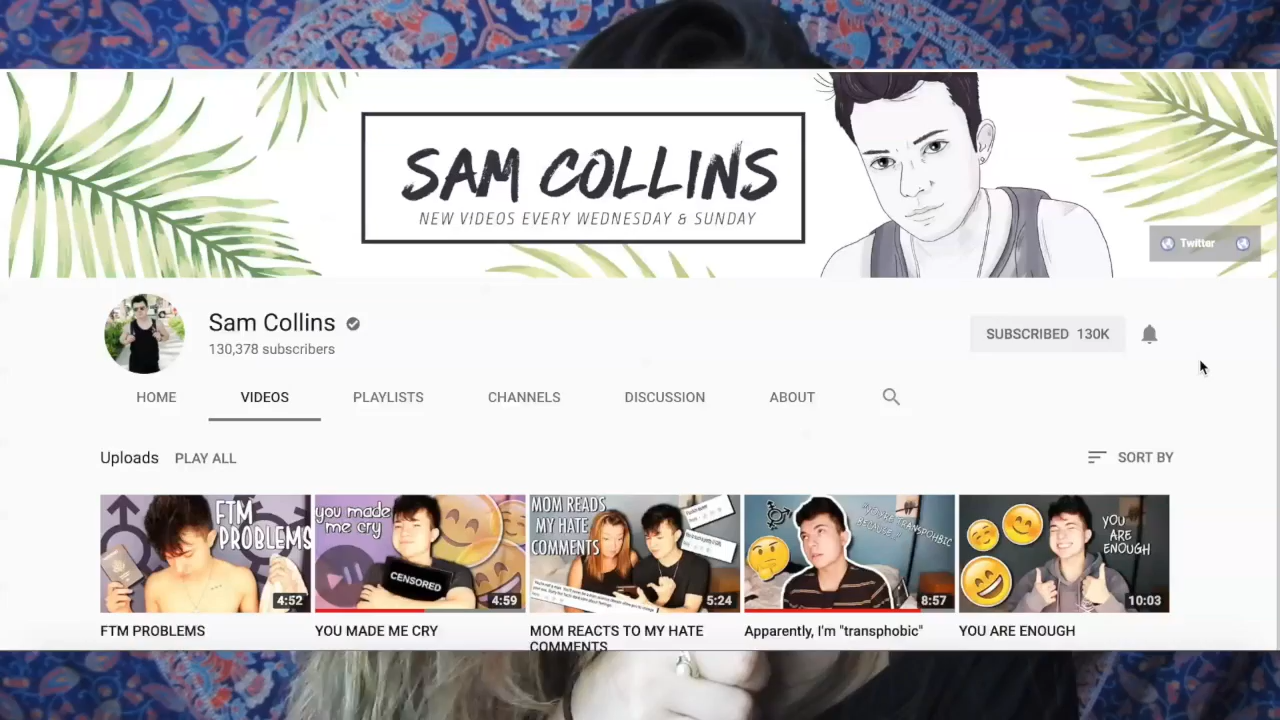 SAM COLLINS
NEW VIDEOS EVERY WEDNESDAY & SUNDAY
Twitter
Sam Collins
130,378 subscribers
SUBSCRIBED 130K
HOME VIDEOS PLAYLISTS CHANNELS DISCUSSION ABOUT
Uploads PLAY ALL
SORT BY
FTM
PROBLEMS
4:52
you made
me cry
CENSORED
4:59
MOM READS
MY HATE
COMMENTS
5:24
8:57
YOU
ARE
ENOUGH
10:03
FTM PROBLEMS
YOU MADE ME CRY
MOM REACTS TO MY HATE
COMMENTS
Apparently, I'm "transphobic"
YOU ARE ENOUGH